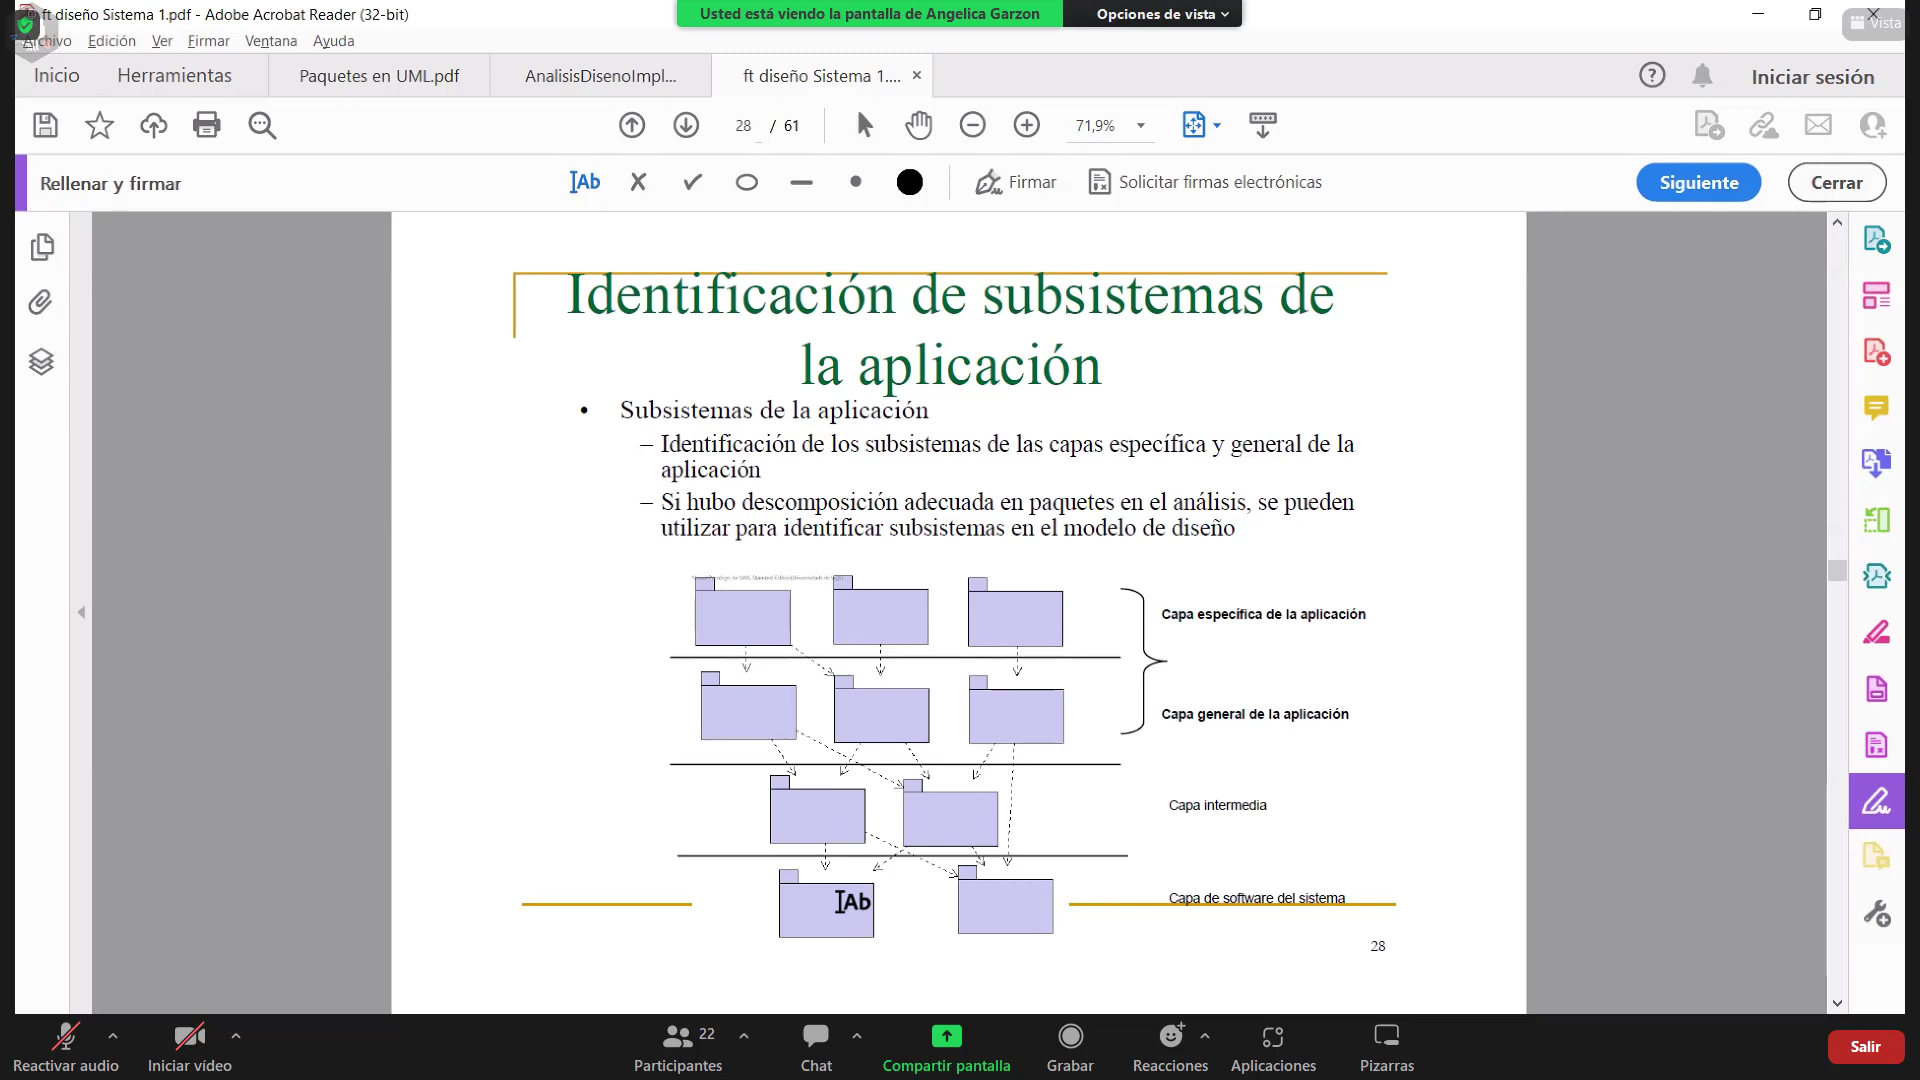 ft diseño Sistema 1.pdf - Adobe Acrobat Reader (32-bit)
Usted está viendo la pantalla de Angelica Garzon
Opciones de vista
Vista
Archivo Edición Ver Firmar Ventana Ayuda
Inicio Herramientas Paquetes en UML.pdf AnalisisDisenoImpl... ft diseño Sistema 1.... × Iniciar sesión
28 / 61 71,9%
Rellenar y firmar Ab Firmar Solicitar firmas electrónicas Siguiente Cerrar
Identificación de subsistemas de
la aplicación
• Subsistemas de la aplicación
– Identificación de los subsistemas de las capas específica y general de la
aplicación
– Si hubo descomposición adecuada en paquetes en el análisis, se pueden
utilizar para identificar subsistemas en el modelo de diseño
Capa específica de la aplicación
Capa general de la aplicación
Capa intermedia
Capa de software del sistema
Ab
28
22
Reactivar audio Iniciar vídeo Participantes Chat Compartir pantalla Grabar Reacciones Aplicaciones Pizarras
Salir